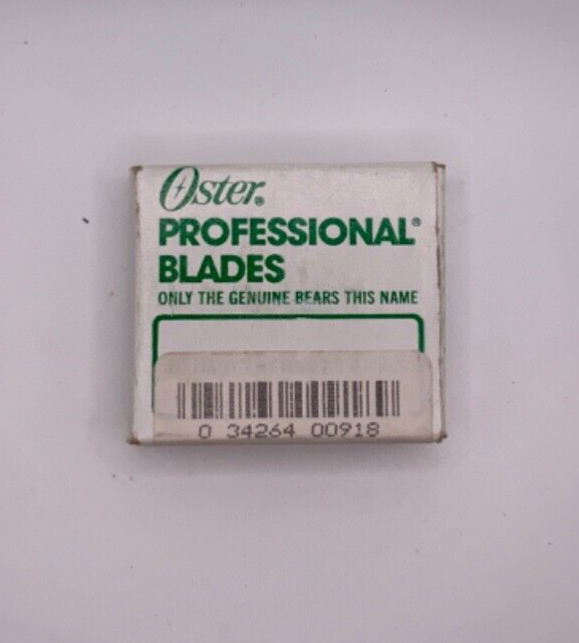 Oster®
PROFESSIONAL®
BLADES
ONLY THE GENUINE BEARS THIS NAME
0 34264 00918